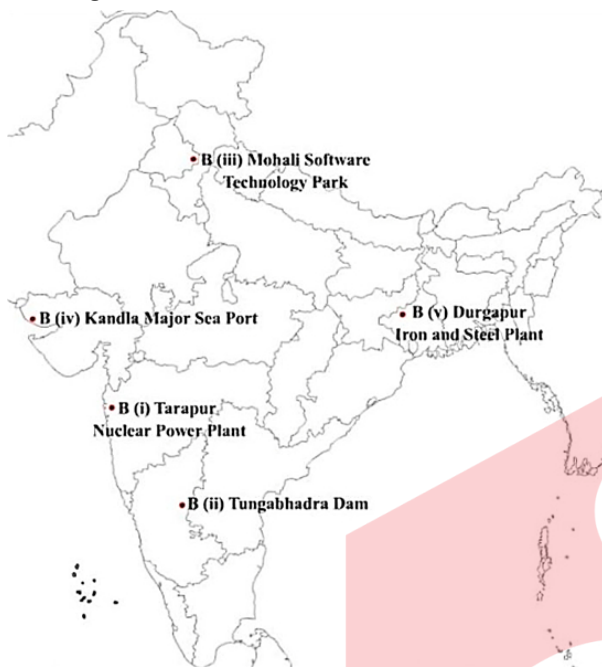 B (iii) Mohali Software
Technology Park
B (iv) Kandla Major Sea Port
B (v) Durgapur
Iron and Steel Plant
B (i) Tarapur
Nuclear Power Plant
B (ii) Tungabhadra Dam